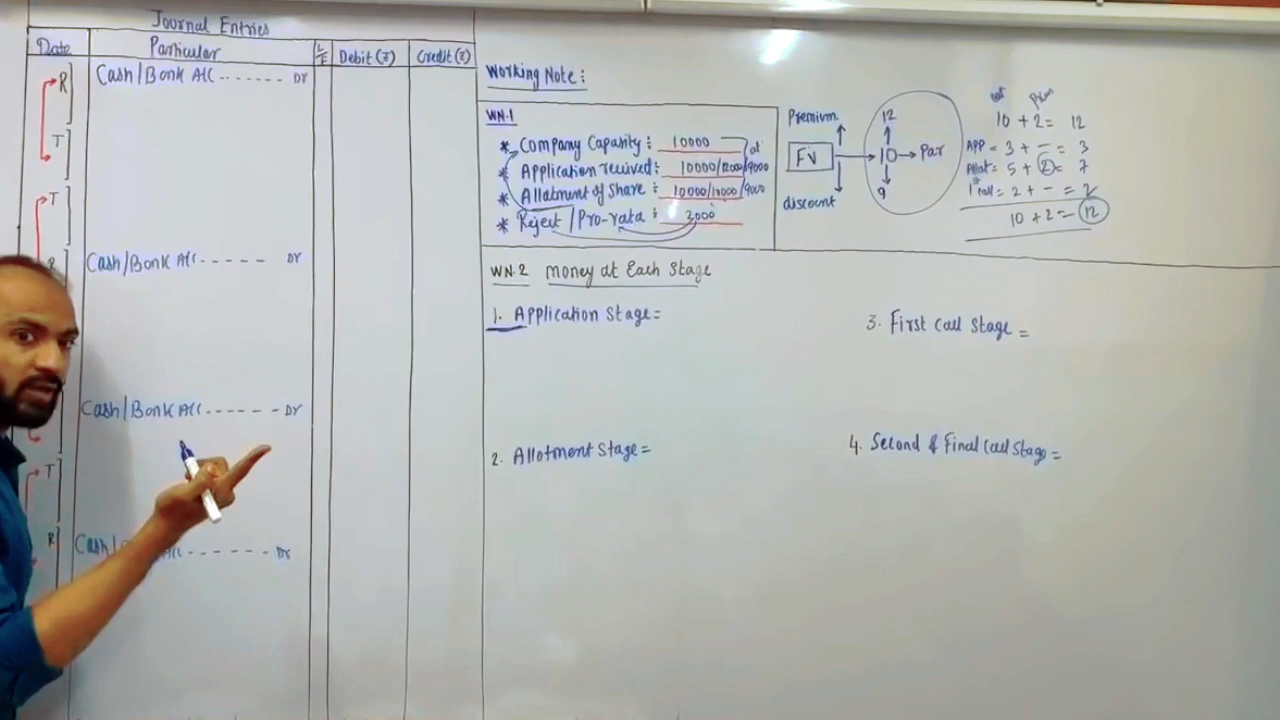 Journal Entries
Date Particular L/F Debit (₹) Credit (₹)
R Cash/Bank A/c ....... Dr
T
T
R Cash/Bank A/c ..... Dr
Cash/Bank A/c ...... Dr
T
R Cash/ A/c ....... Dr
Working Note :
WN.1
* Company Capacity : 10000
* Application received : 10000/12000/9000
* Allatment of Share : 10000/10000/9000
* Reject / Pro-rata : 2000
Premium
FV
discount
12
10 → Par
9
10 + 2 = 12
APP = 3 + - = 3
Allot = 5 + 2 = 7
1st call = 2 + - = 2
10 + 2 = 12
WN.2 money at Each Stage
1. Application Stage =
2. Allotment Stage =
3. First Call Stage =
4. Second & Final Call Stage =